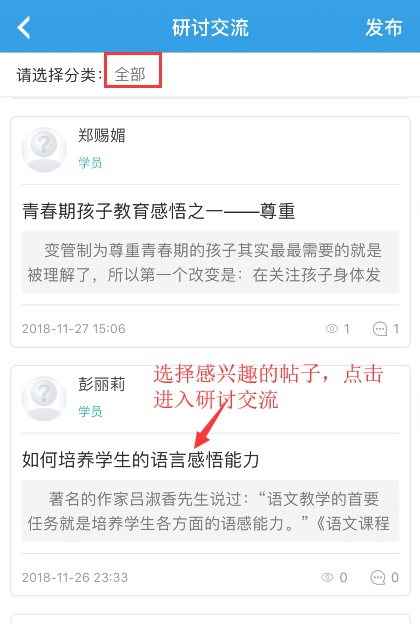 研讨交流
发布
请选择分类： 全部
郑赐媚
学员
青春期孩子教育感悟之一——尊重
变管制为尊重青春期的孩子其实最最需要的就是
被理解了，所以第一个改变是：在关注孩子身体发
2018-11-27 15:06 1 1
彭丽莉
学员
选择感兴趣的帖子，点击
进入研讨交流
如何培养学生的语言感悟能力
著名的作家吕淑香先生说过：“语文教学的首要
任务就是培养学生各方面的语感能力。”《语文课程
2018-11-26 23:33 0 0